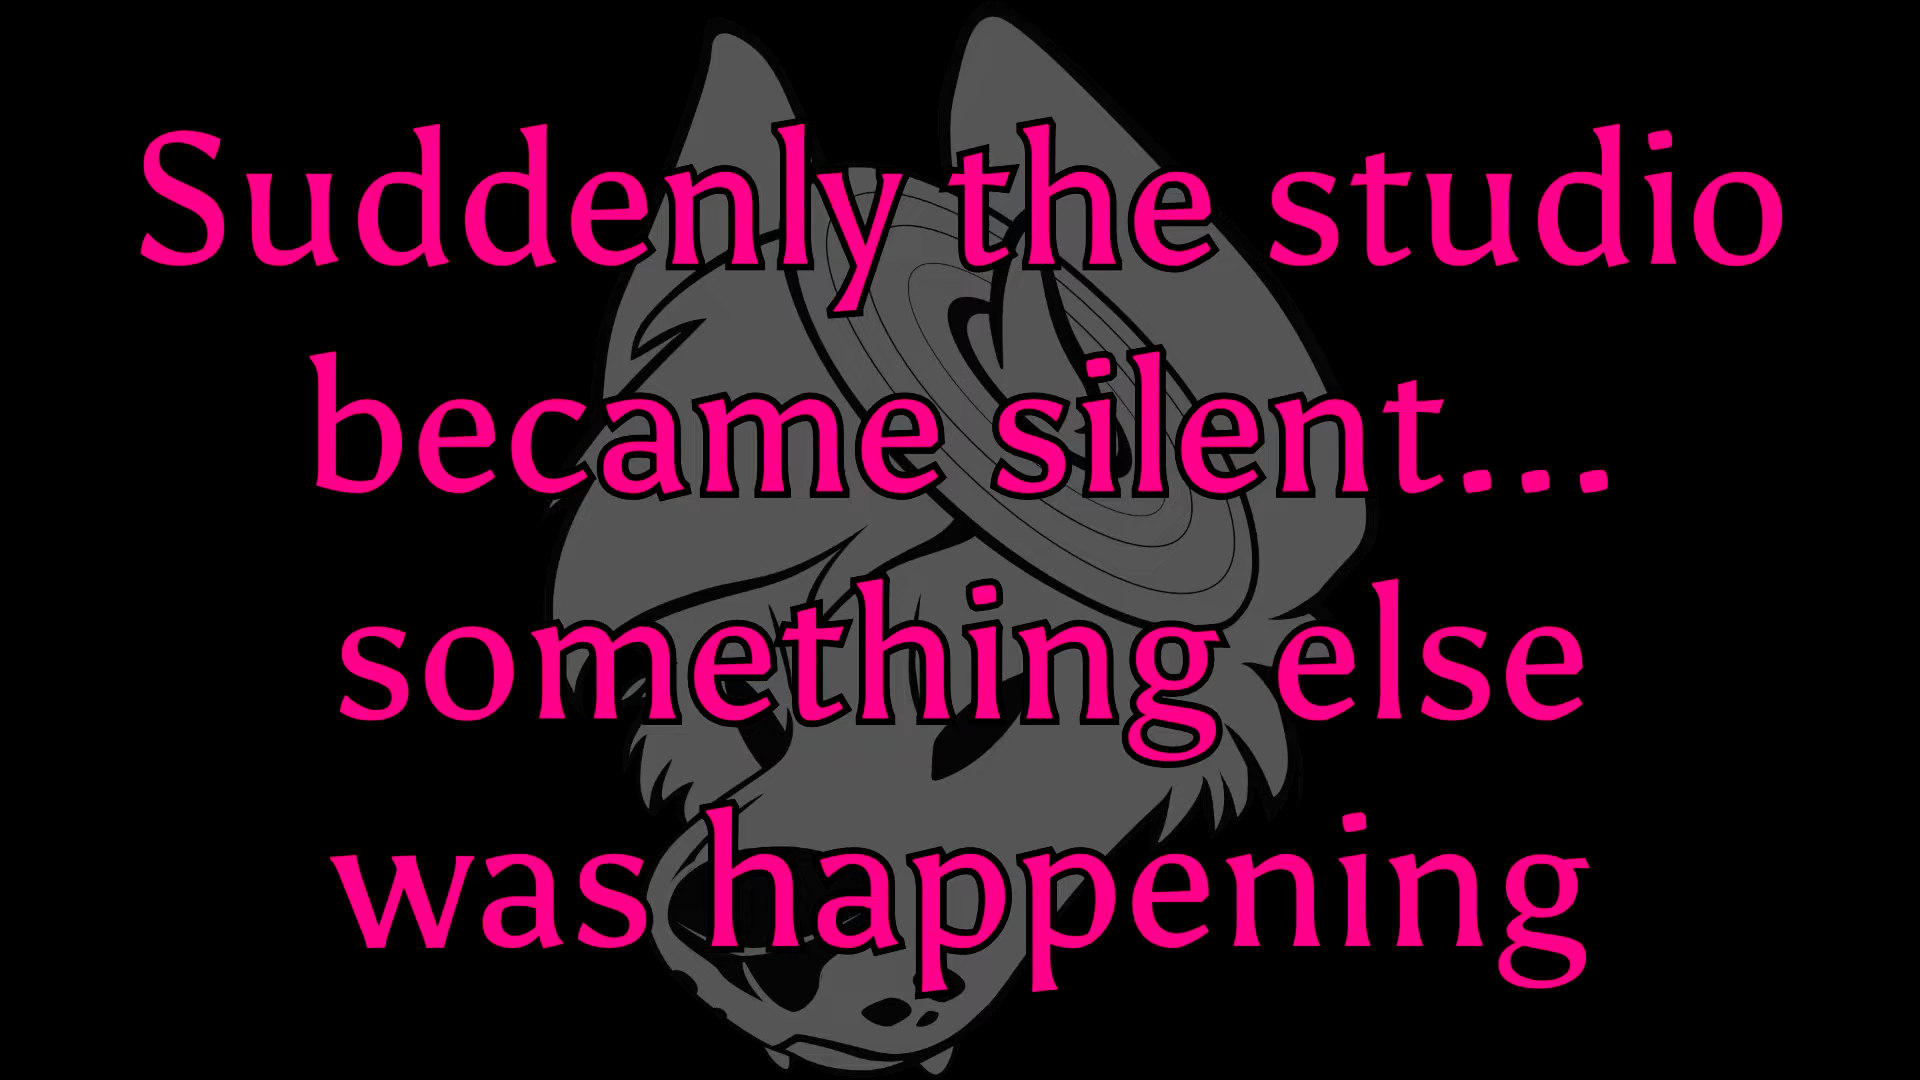 Suddenly the studio
became silent...
something else
was happening